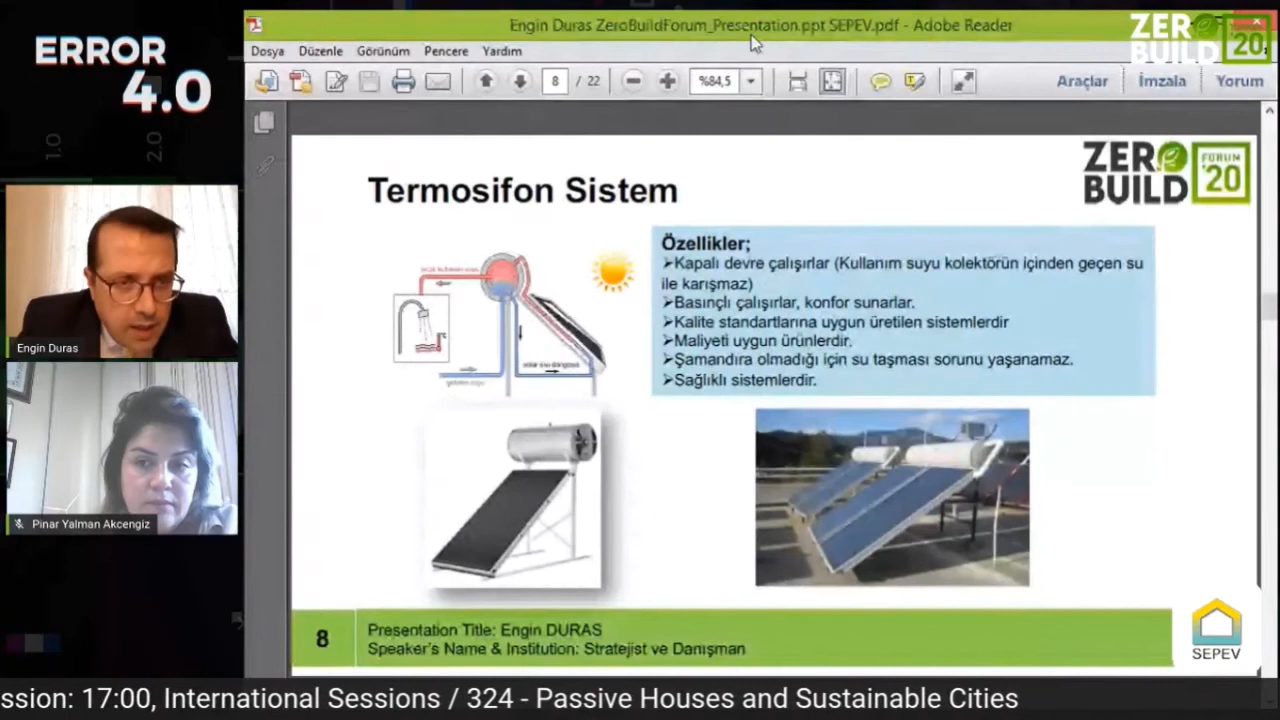 ERROR
4.0
1.0
2.0
Engin Duras ZeroBuildForum_Presentation.ppt SEPEV.pdf - Adobe Reader
ZERO
BUILD
20
Dosya Düzenle Görünüm Pencere Yardım
8 / 22
%84,5
Araçlar İmzala Yorum
Termosifon Sistem
ZERO
BUILD
FORUM
'20
Özellikler;
➢Kapalı devre çalışırlar (Kullanım suyu kolektörün içinden geçen su
ile karışmaz)
➢Basınçlı çalışırlar, konfor sunarlar.
➢Kalite standartlarına uygun üretilen sistemlerdir
➢Maliyeti uygun ürünlerdir.
➢Şamandıra olmadığı için su taşması sorunu yaşanamaz.
➢Sağlıklı sistemlerdir.
Engin Duras
Pinar Yalman Akcengiz
8
Presentation Title: Engin DURAS
Speaker's Name & Institution: Stratejist ve Danışman
SEPEV
ssion: 17:00, International Sessions / 324 - Passive Houses and Sustainable Cities